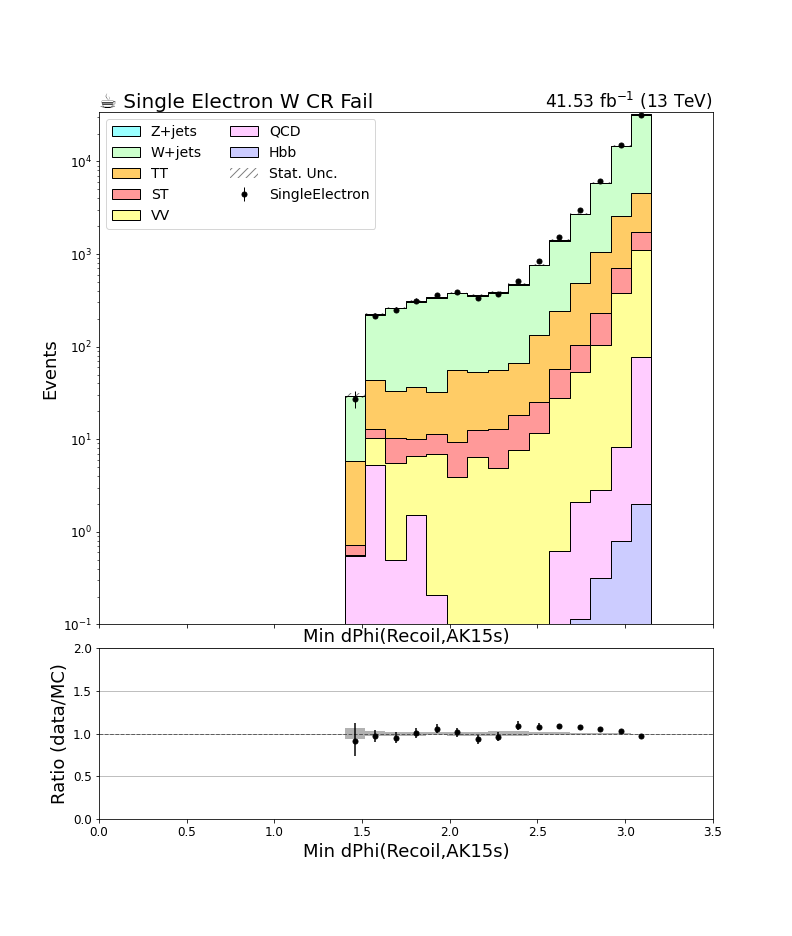 ☕ Single Electron W CR Fail
41.53 fb⁻¹ (13 TeV)
Z+jets
W+jets
TT
ST
VV
QCD
Hbb
Stat. Unc.
SingleElectron
Events
10⁴
10³
10²
10¹
10⁰
10⁻¹
Min dPhi(Recoil,AK15s)
Ratio (data/MC)
2.0
1.5
1.0
0.5
0.0
0.0 0.5 1.0 1.5 2.0 2.5 3.0 3.5
Min dPhi(Recoil,AK15s)